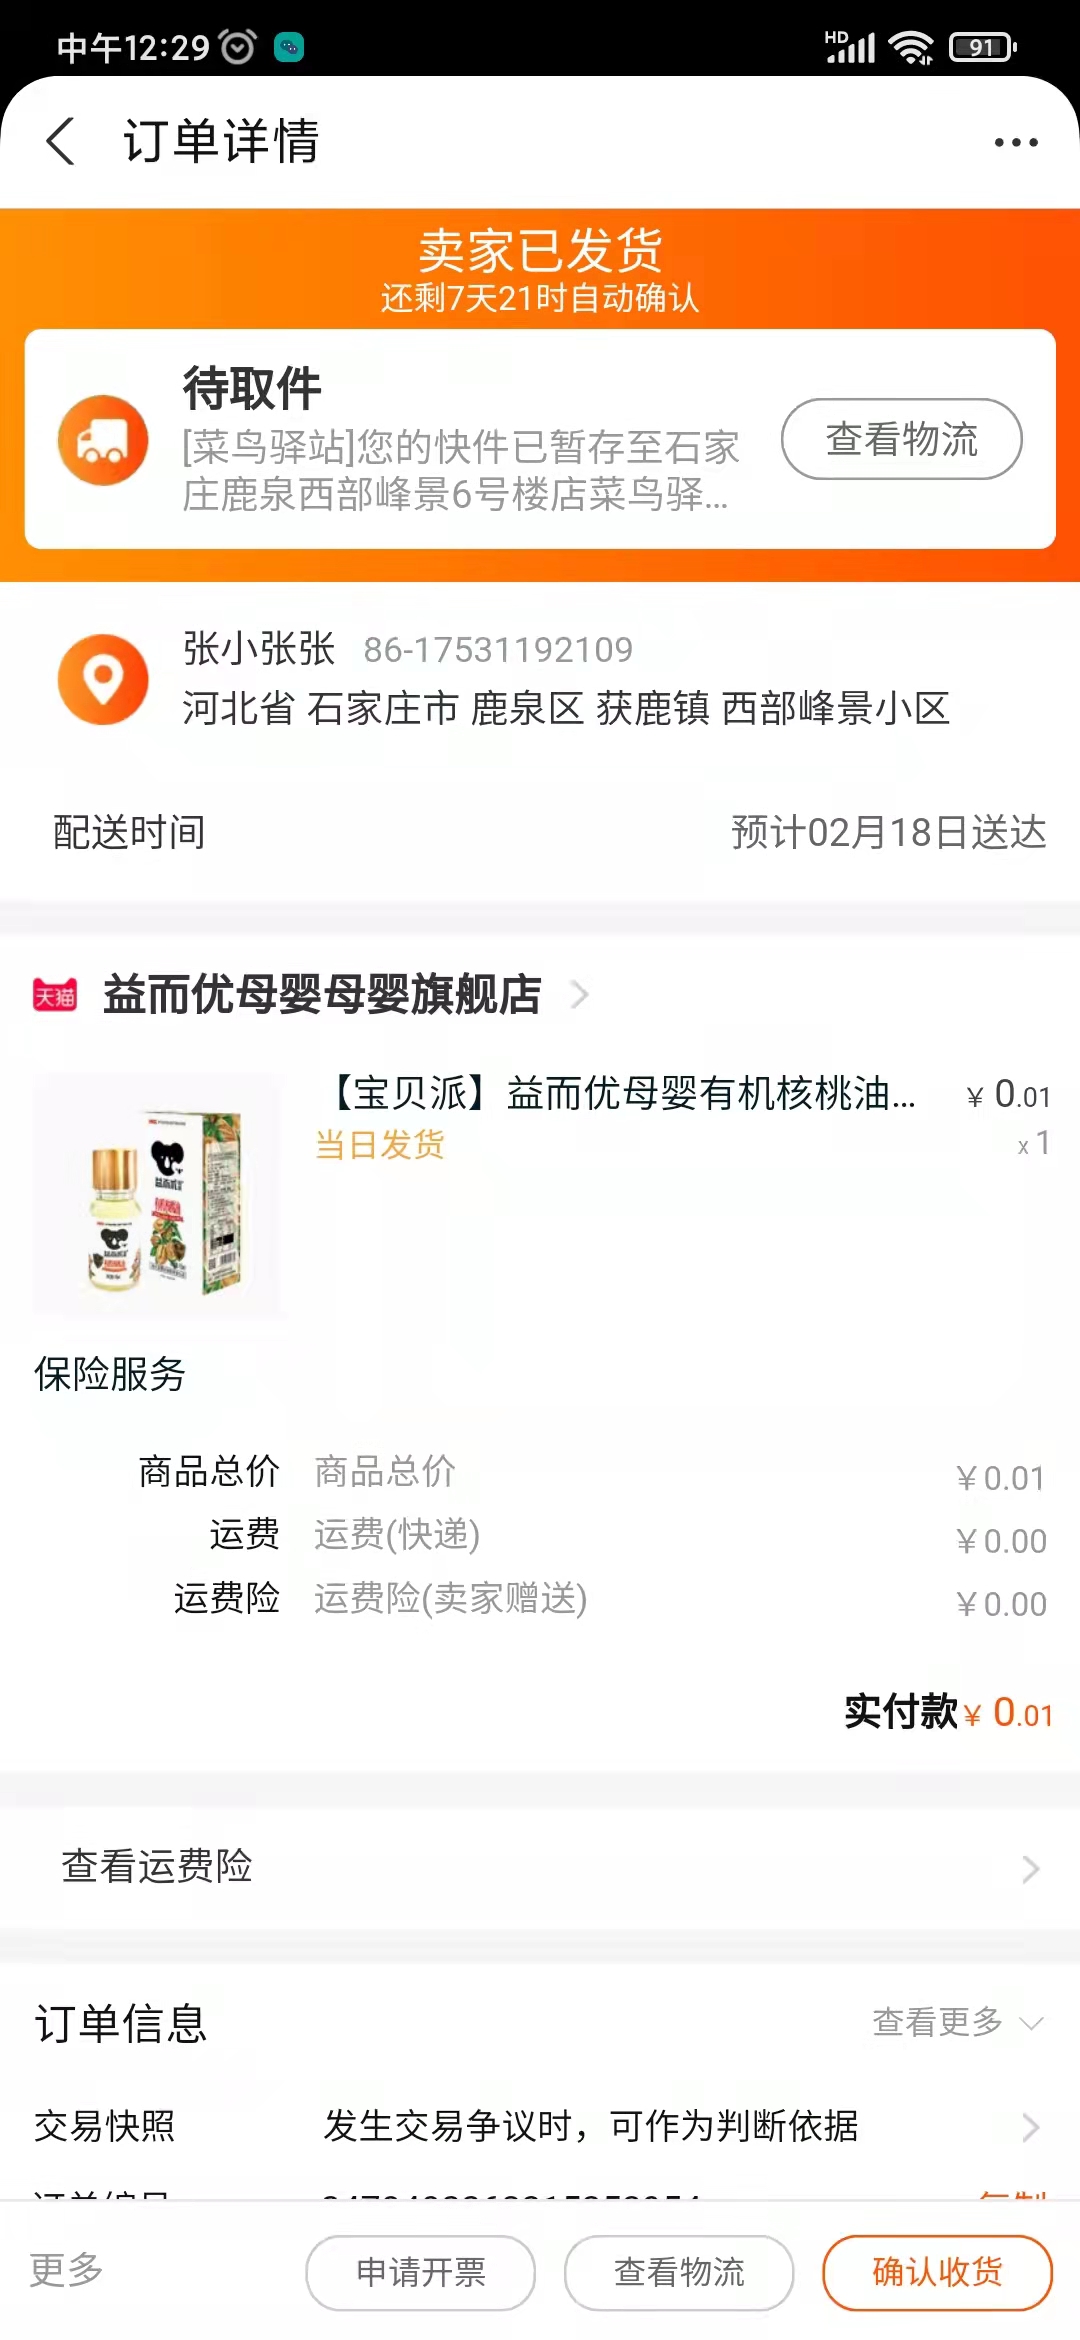 中午12:29
HD
91
订单详情
卖家已发货
还剩7天21时自动确认
待取件
[菜鸟驿站]您的快件已暂存至石家
庄鹿泉西部峰景6号楼店菜鸟驿...
查看物流
张小张张 86-17531192109
河北省 石家庄市 鹿泉区 获鹿镇 西部峰景小区
配送时间 预计02月18日送达
天猫 益而优母婴母婴旗舰店
【宝贝派】益而优母婴有机核桃油... ¥ 0.01
当日发货 x 1
保险服务
商品总价 商品总价 ¥0.01
运费 运费(快递) ¥0.00
运费险 运费险(卖家赠送) ¥0.00
实付款 ¥ 0.01
查看运费险
订单信息 查看更多
交易快照 发生交易争议时，可作为判断依据
更多 申请开票 查看物流 确认收货